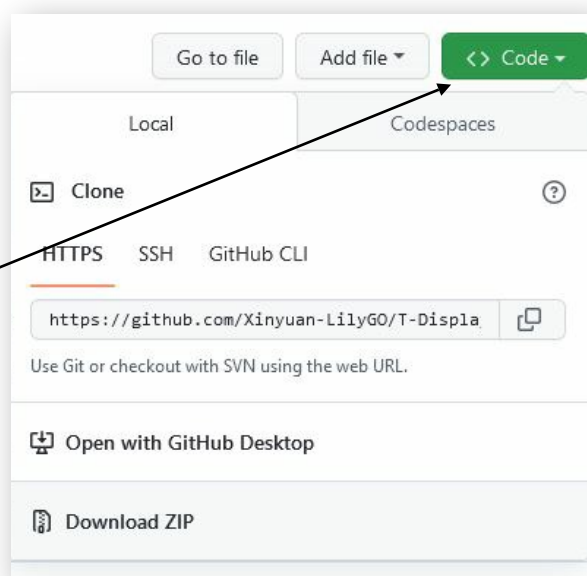 Go to file Add file <> Code
Local Codespaces
Clone
HTTPS SSH GitHub CLI
https://github.com/Xinyuan-LilyGO/T-Displa
Use Git or checkout with SVN using the web URL.
Open with GitHub Desktop
Download ZIP